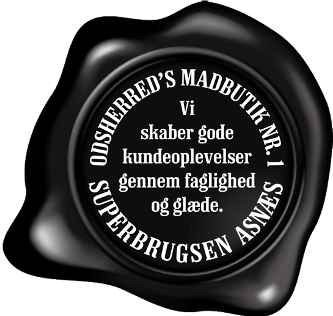 ODSHERRED'S MADBUTIK NR. 1
Vi
skaber gode
kundeoplevelser
gennem faglighed
og glæde.
SUPERBRUGSEN ASNÆS